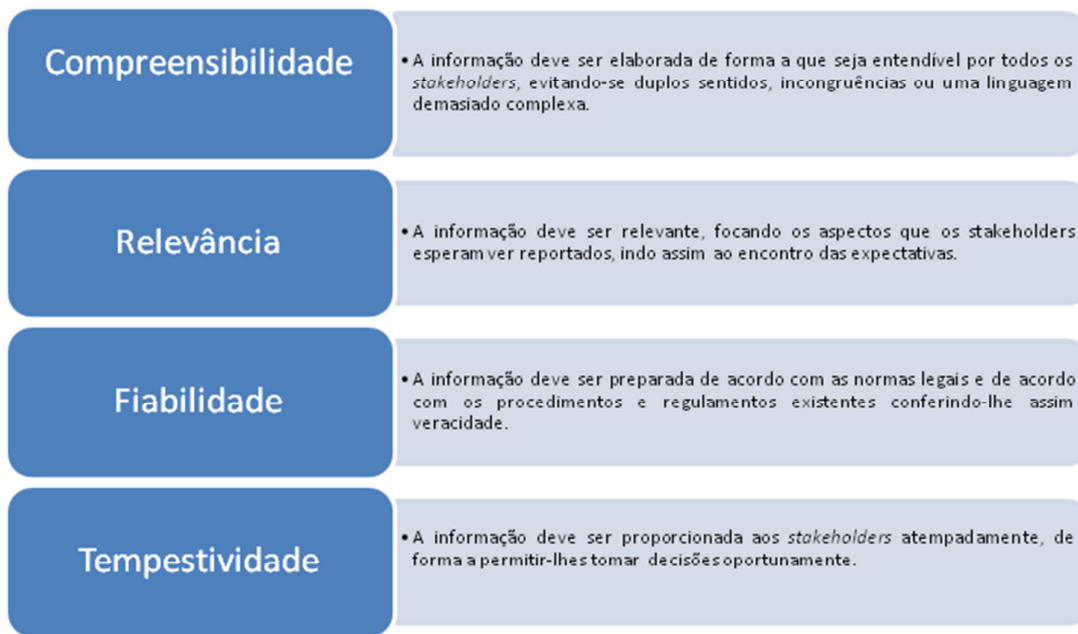 Compreensibilidade
• A informação deve ser elaborada de forma a que seja entendível por todos os
stakeholders, evitando-se duplos sentidos, incongruências ou uma linguagem
demasiado complexa.
Relevância
• A informação deve ser relevante, focando os aspectos que os stakeholders
esperam ver reportados, indo assim ao encontro das expectativas.
Fiabilidade
• A informação deve ser preparada de acordo com as normas legais e de acordo
com os procedimentos e regulamentos existentes conferindo-lhe assim
veracidade.
Tempestividade
• A informação deve ser proporcionada aos stakeholders atempadamente, de
forma a permitir-lhes tomar decisões oportunamente.